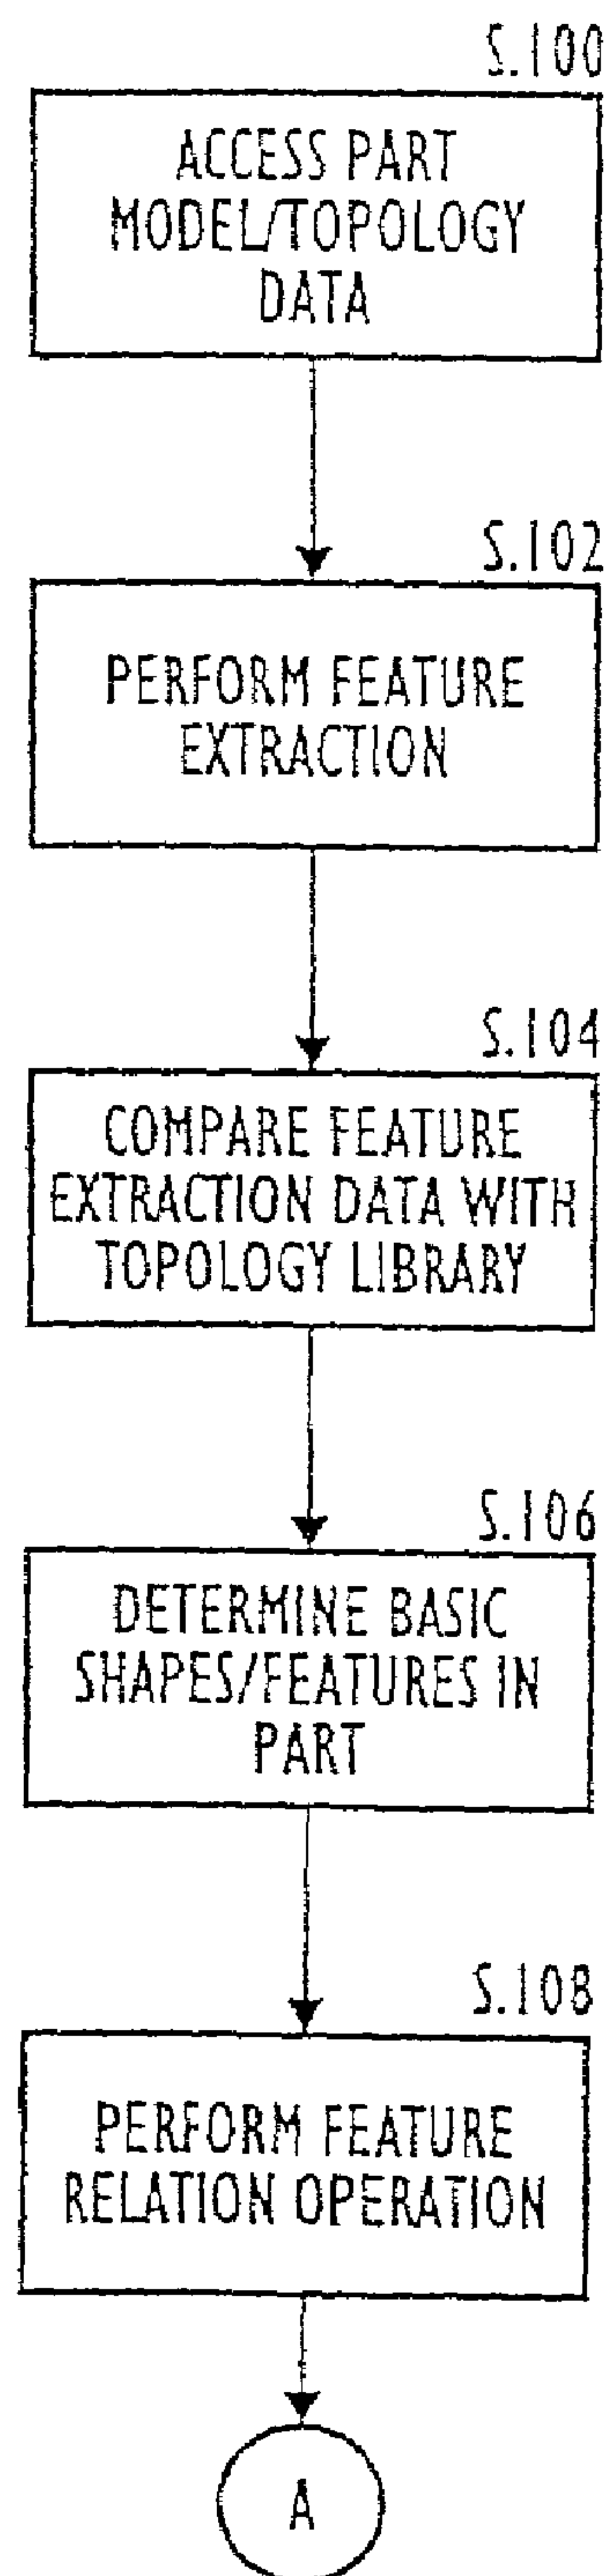 S.100
ACCESS PART
MODEL/TOPOLOGY
DATA
S.102
PERFORM FEATURE
EXTRACTION
S.104
COMPARE FEATURE
EXTRACTION DATA WITH
TOPOLOGY LIBRARY
S.106
DETERMINE BASIC
SHAPES/FEATURES IN
PART
S.108
PERFORM FEATURE
RELATION OPERATION
A